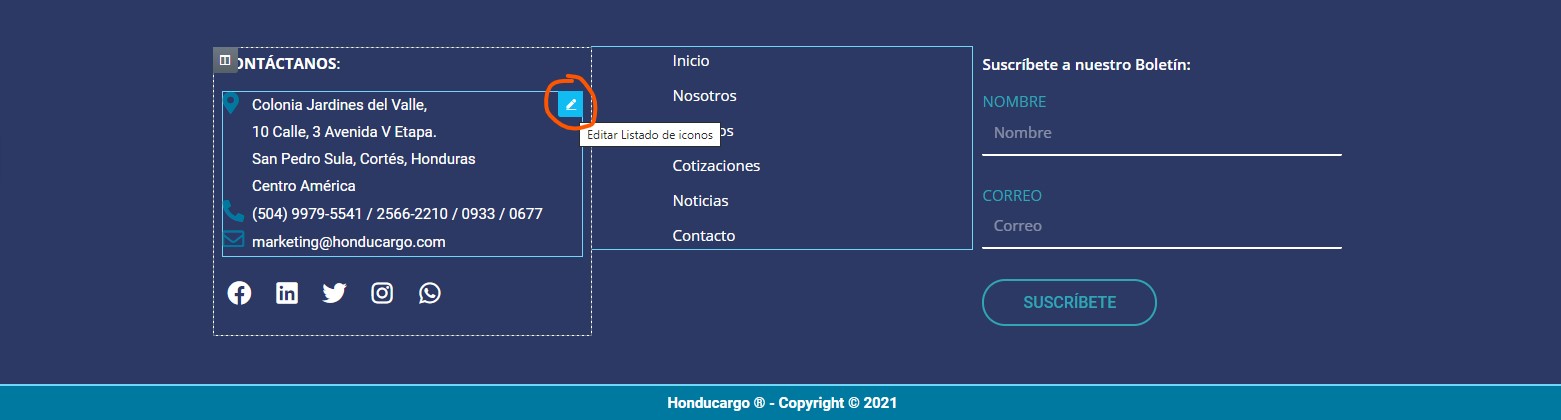 ONTÁCTANOS:
Colonia Jardines del Valle,
10 Calle, 3 Avenida V Etapa.
San Pedro Sula, Cortés, Honduras
Centro América
(504) 9979-5541 / 2566-2210 / 0933 / 0677
marketing@honducargo.com
Editar Listado de iconos
Inicio
Nosotros
os
Cotizaciones
Noticias
Contacto
Suscríbete a nuestro Boletín:
NOMBRE
Nombre
CORREO
Correo
SUSCRÍBETE
Honducargo ® - Copyright © 2021